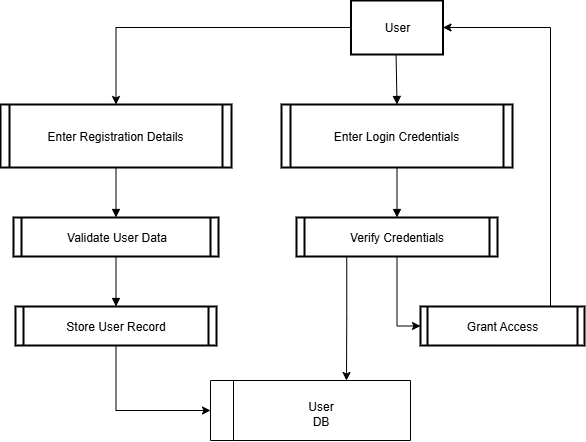 User
Enter Registration Details
Enter Login Credentials
Validate User Data
Verify Credentials
Store User Record
Grant Access
User
DB